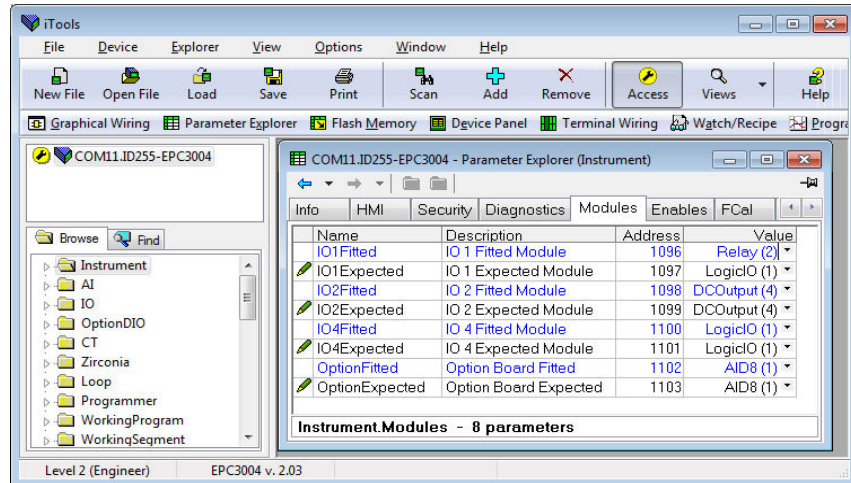 iTools
File Device Explorer View Options Window Help
New File Open File Load Save Print Scan Add Remove Access Views Help
Graphical Wiring Parameter Explorer Flash Memory Device Panel Terminal Wiring Watch/Recipe Progra
COM11.ID255-EPC3004
Browse Find
Instrument
AI
IO
OptionDIO
CT
Zirconia
Loop
Programmer
WorkingProgram
WorkingSegment
COM11.ID255-EPC3004 - Parameter Explorer (Instrument)
Info HMI Security Diagnostics Modules Enables FCal
Name Description Address Value
IO1Fitted IO 1 Fitted Module 1096 Relay (2)
IO1Expected IO 1 Expected Module 1097 LogicIO (1)
IO2Fitted IO 2 Fitted Module 1098 DCOutput (4)
IO2Expected IO 2 Expected Module 1099 DCOutput (4)
IO4Fitted IO 4 Fitted Module 1100 LogicIO (1)
IO4Expected IO 4 Expected Module 1101 LogicIO (1)
OptionFitted Option Board Fitted 1102 AID8 (1)
OptionExpected Option Board Expected 1103 AID8 (1)
Instrument.Modules - 8 parameters
Level 2 (Engineer) EPC3004 v. 2.03